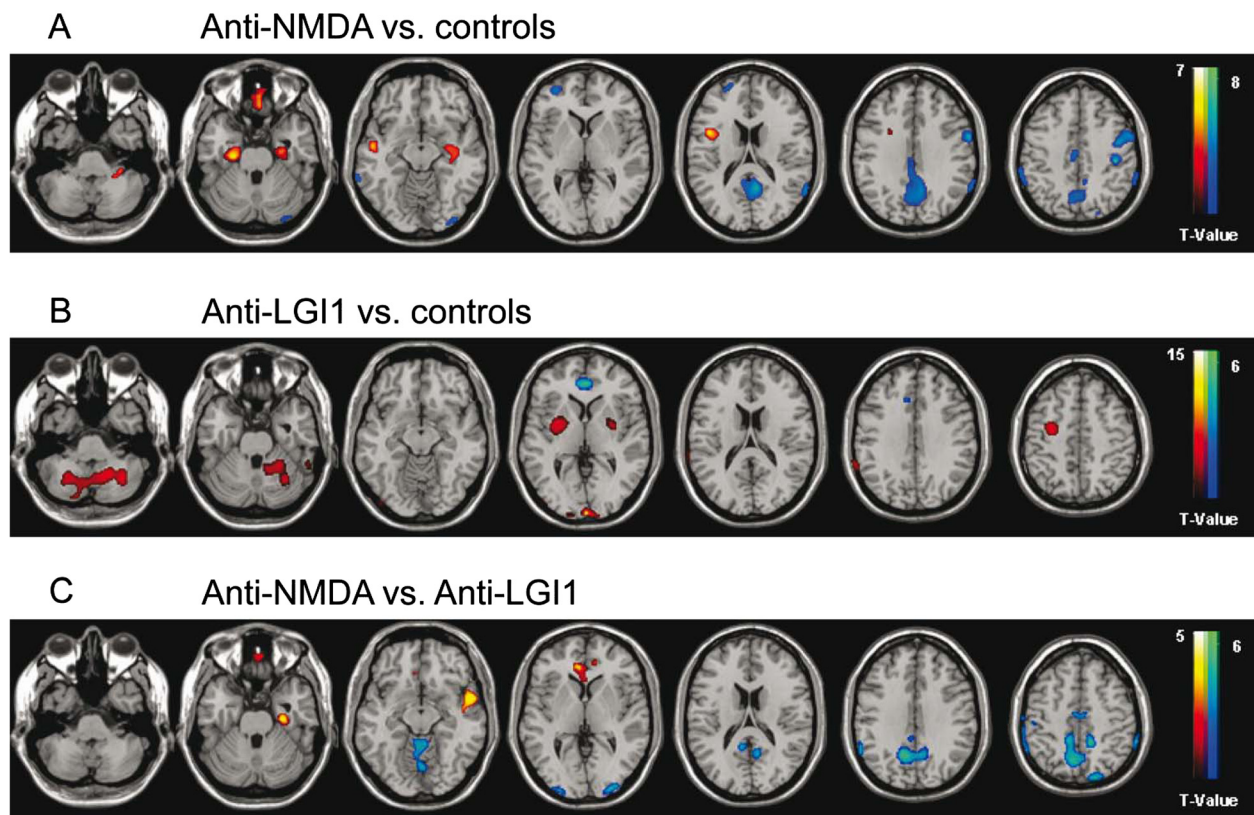 A Anti-NMDA vs. controls
7 8
T-Value
B Anti-LGI1 vs. controls
15 6
T-Value
C Anti-NMDA vs. Anti-LGI1
5 6
T-Value